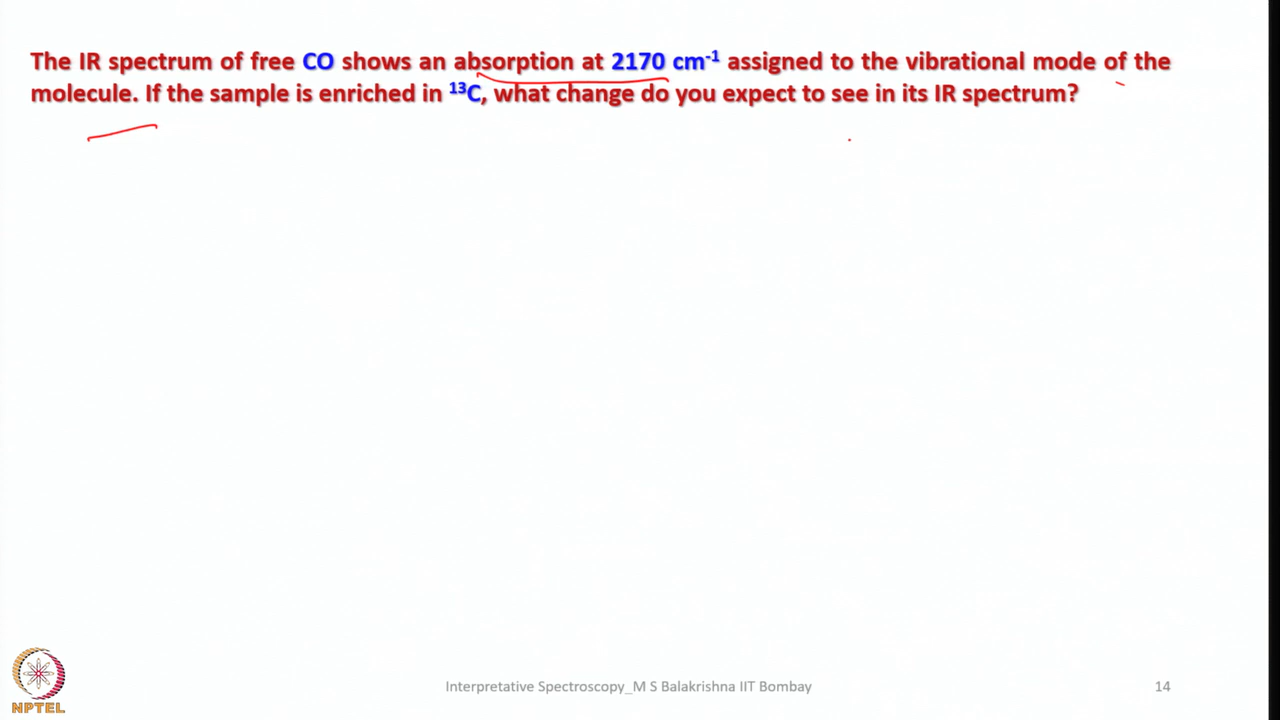 The IR spectrum of free CO shows an absorption at 2170 cm⁻¹ assigned to the vibrational mode of the
molecule. If the sample is enriched in ¹³C, what change do you expect to see in its IR spectrum?
NPTEL
Interpretative Spectroscopy_M S Balakrishna IIT Bombay
14